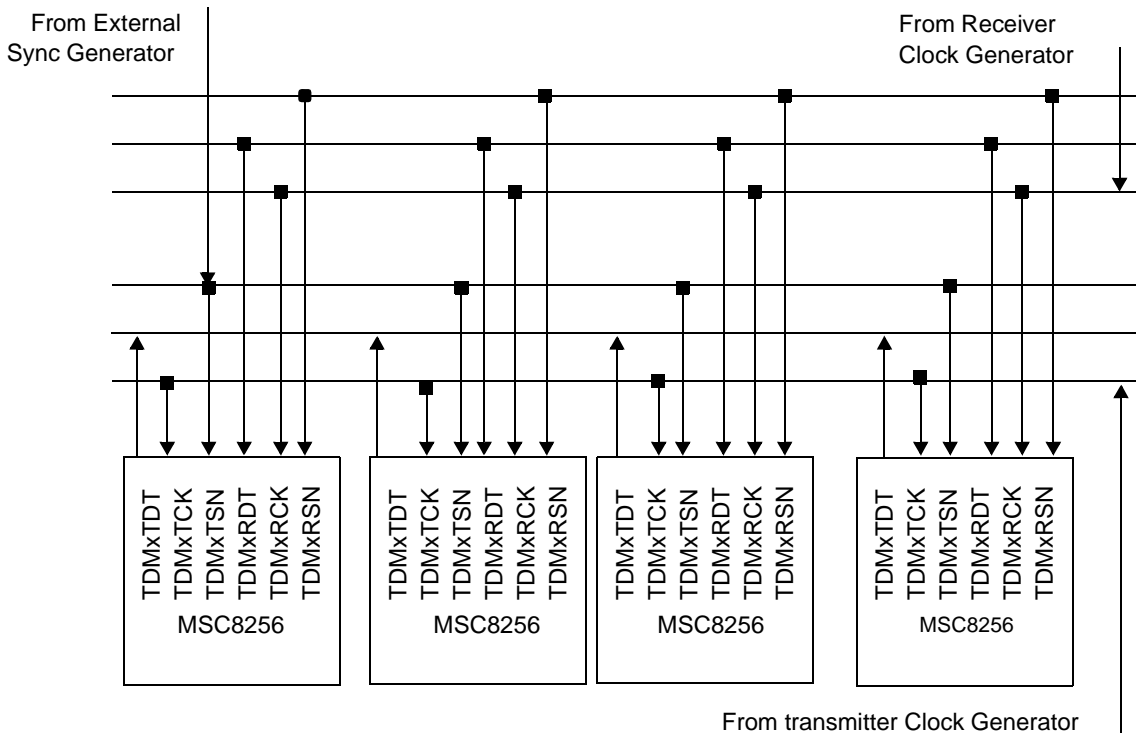 From External
Sync Generator
From Receiver
Clock Generator
TDMxTDT
TDMxTCK
TDMxTSN
TDMxRDT
TDMxRCK
TDMxRSN
MSC8256
TDMxTDT
TDMxTCK
TDMxTSN
TDMxRDT
TDMxRCK
TDMxRSN
MSC8256
TDMxTDT
TDMxTCK
TDMxTSN
TDMxRDT
TDMxRCK
TDMxRSN
MSC8256
TDMxTDT
TDMxTCK
TDMxTSN
TDMxRDT
TDMxRCK
TDMxRSN
MSC8256
From transmitter Clock Generator